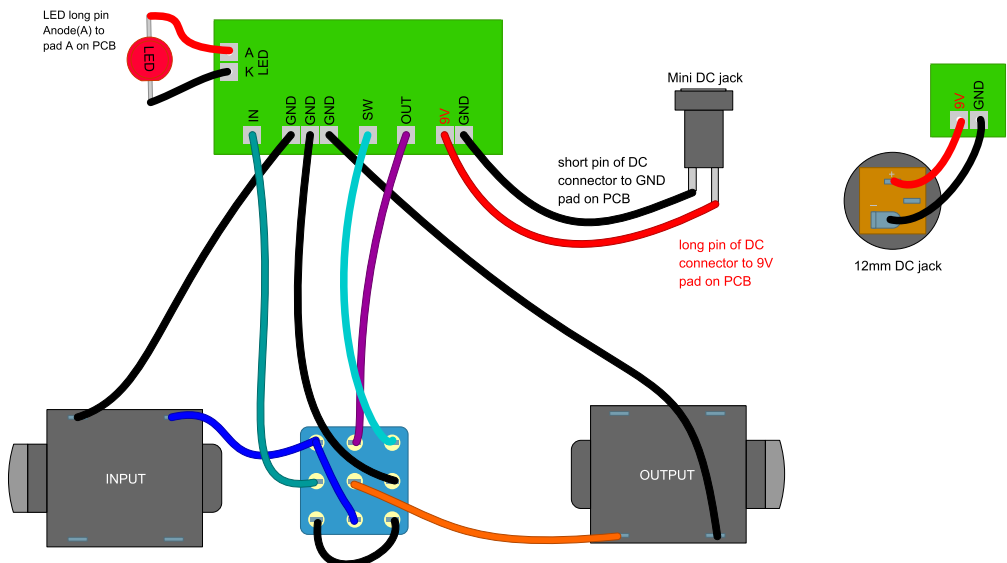 LED long pin
Anode(A) to
pad A on PCB
LED
A
K
LED
IN
GND
GND
GND
SW
OUT
9V
GND
Mini DC jack
short pin of DC
connector to GND
pad on PCB
long pin of DC
connector to 9V
pad on PCB
9V
GND
+
–
12mm DC jack
INPUT
OUTPUT